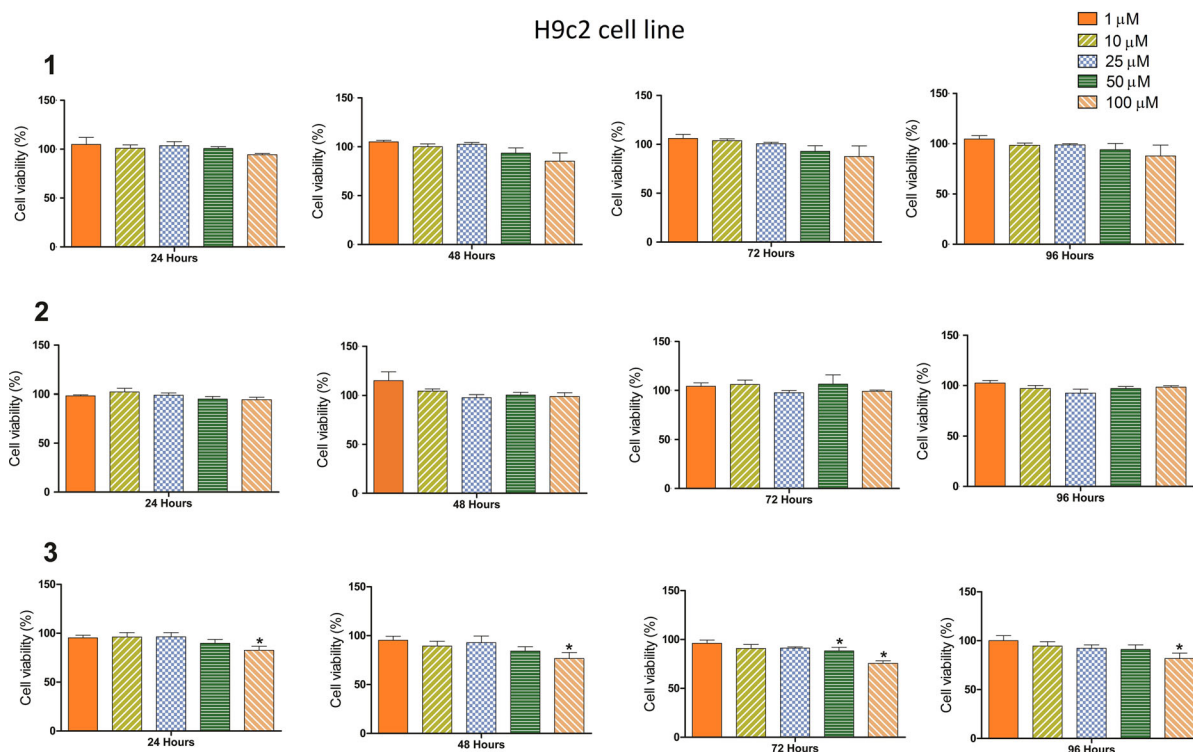 H9c2 cell line
1 μM
10 μM
25 μM
50 μM
100 μM
1
Cell viability (%)
150
100
50
0
24 Hours
Cell viability (%)
150
100
50
0
48 Hours
Cell viability (%)
150
100
50
0
72 Hours
Cell viability (%)
150
100
50
0
96 Hours
2
Cell viability (%)
150
100
50
0
24 Hours
Cell viability (%)
150
100
50
0
48 Hours
Cell viability (%)
150
100
50
0
72 Hours
Cell viability (%)
150
100
50
0
96 Hours
3
Cell viability (%)
150
100
50
0
*
24 Hours
Cell viability (%)
150
100
50
0
*
48 Hours
Cell viability (%)
150
100
50
0
*
*
72 Hours
Cell viability (%)
150
100
50
0
*
96 Hours